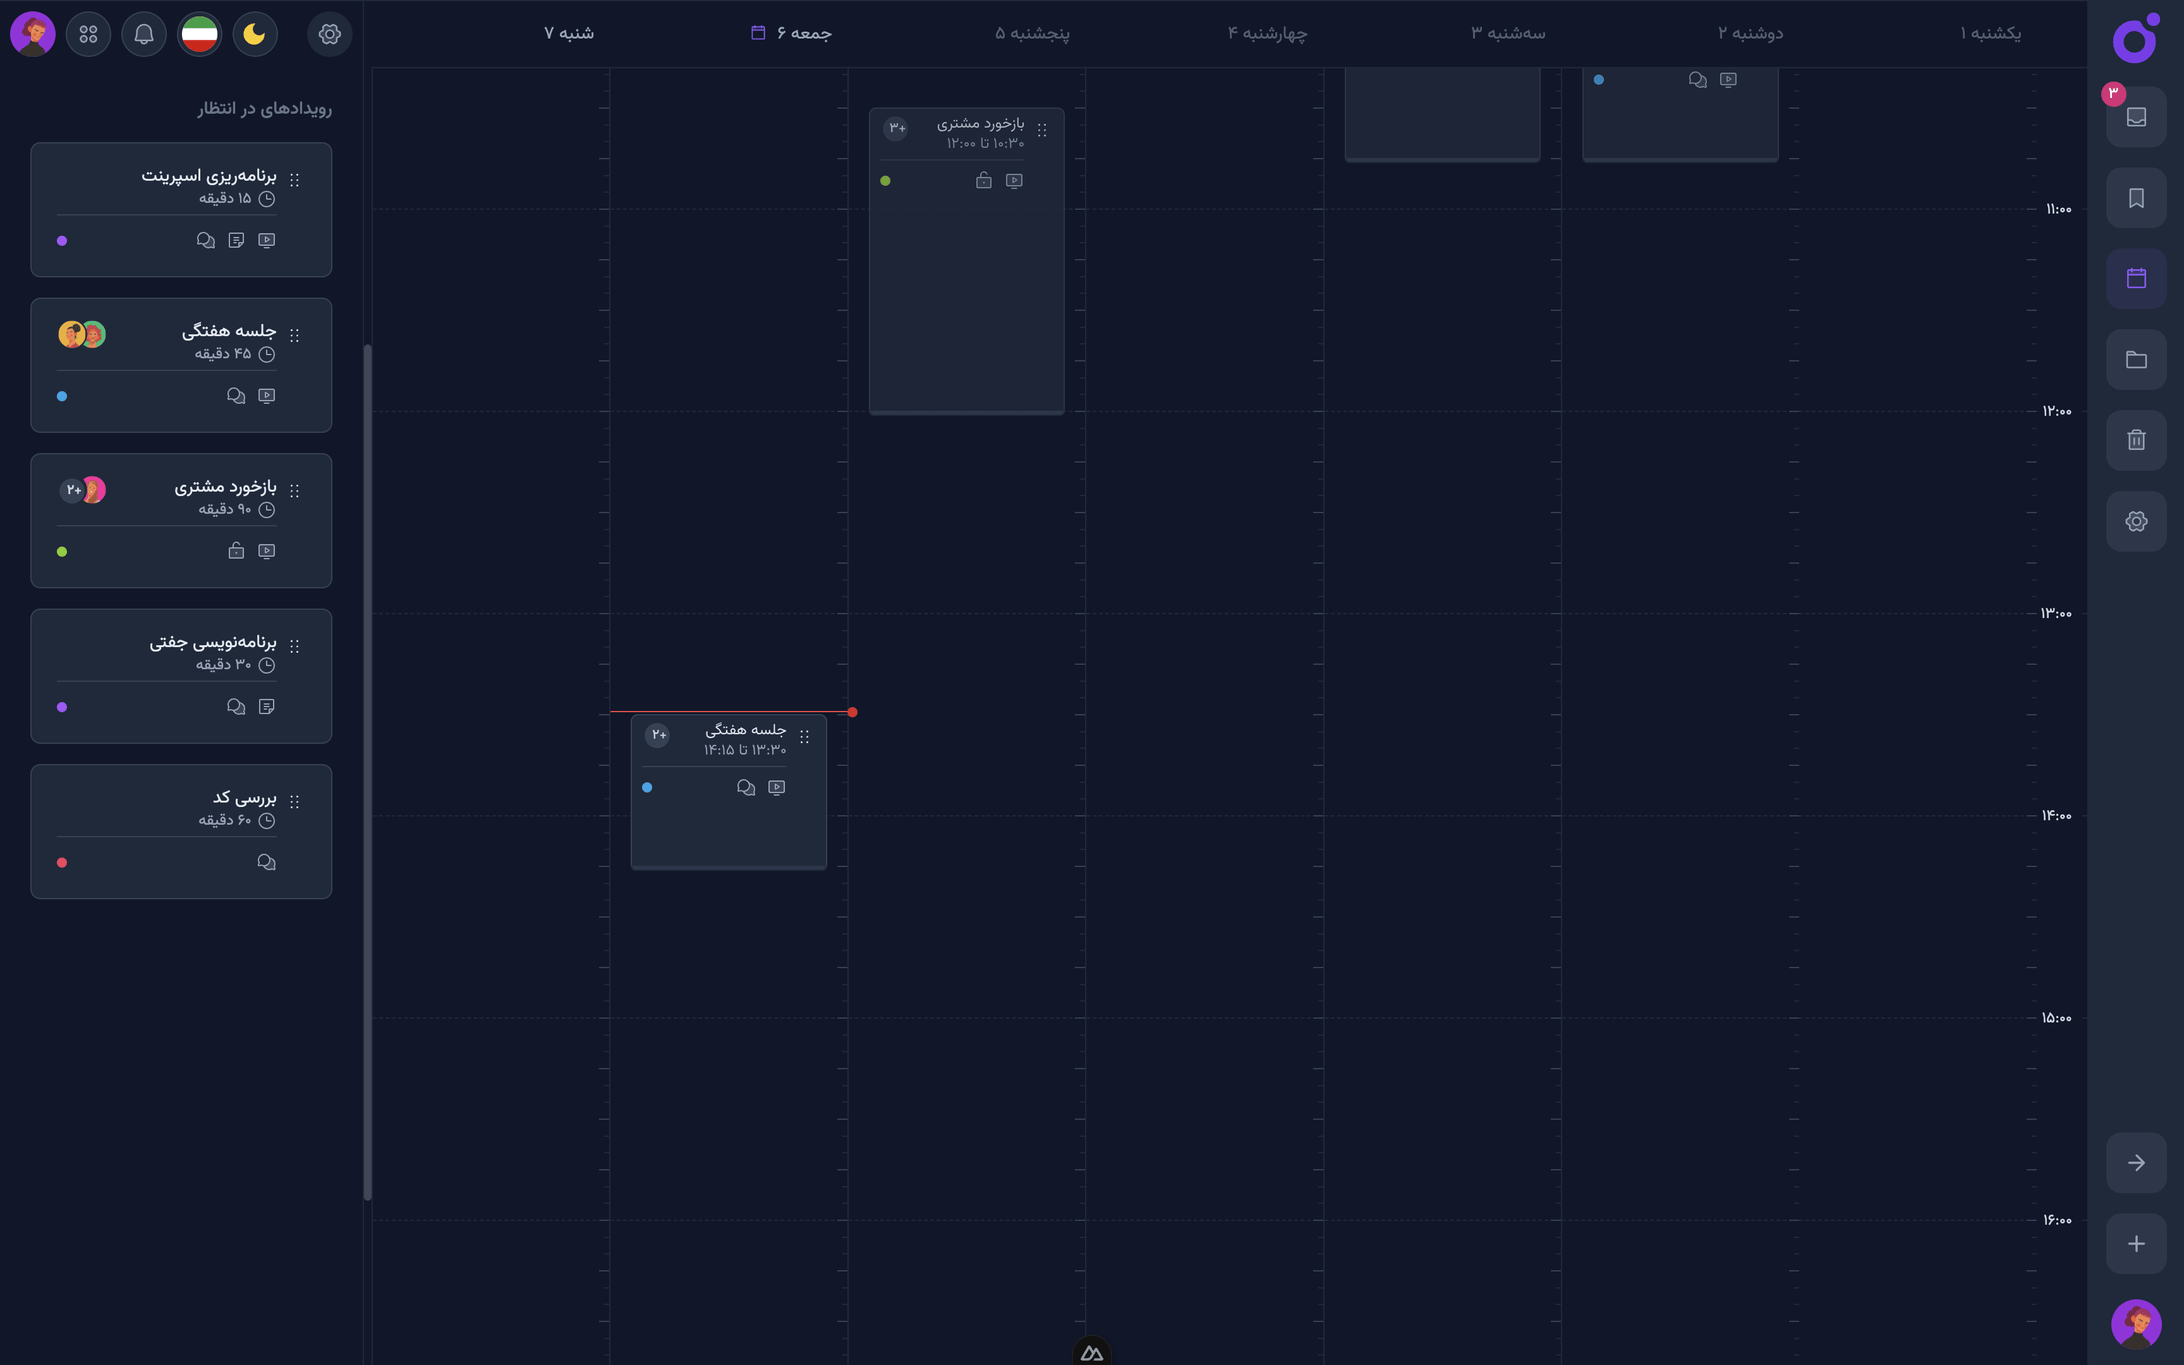 یکشنبه ۱
دوشنبه ۲
سه‌شنبه ۳
چهارشنبه ۴
پنجشنبه ۵
جمعه ۶
شنبه ۷
۳
۱۱:۰۰
۱۲:۰۰
۱۳:۰۰
۱۴:۰۰
۱۵:۰۰
۱۶:۰۰
بازخورد مشتری
۱۰:۳۰ تا ۱۲:۰۰
۳+
جلسه هفتگی
۱۳:۳۰ تا ۱۴:۱۵
۲+
رویدادهای در انتظار
برنامه‌ریزی اسپرینت
۱۵ دقیقه
جلسه هفتگی
۴۵ دقیقه
بازخورد مشتری
۹۰ دقیقه
۲+
برنامه‌نویسی جفتی
۳۰ دقیقه
بررسی کد
۶۰ دقیقه